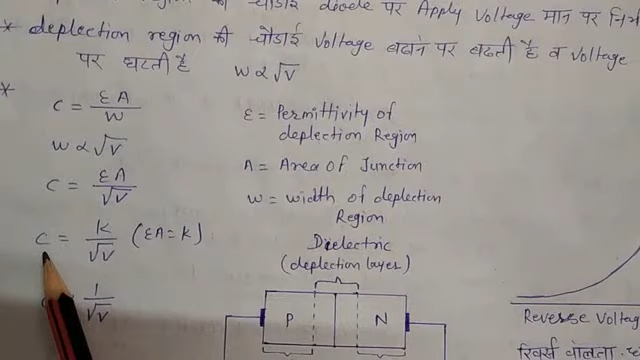 region की चौडाई diode पर Apply voltage मान पर
* deplection region की चौडाई voltage बढाने पर बढती है व voltage
पर घटती है W ∝ √V
*
C = εA/W
W ∝ √V
C = εA/√V
C = K/√V (εA = K)
1/√V
ε = Permittivity of
deplection Region
A = Area of Junction
W = width of deplection
Region
Dielectric
(deplection layer)
P N
Reverse Voltag
रिवर्स वोल्ता